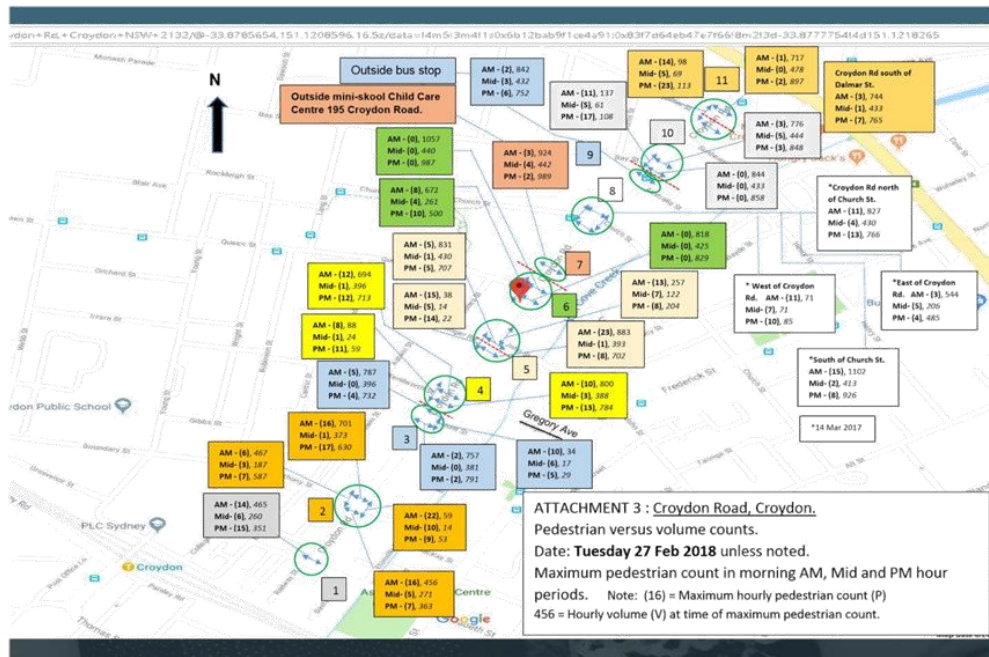 N
Outside bus stop
Outside mini-skool Child Care
Centre 195 Croydon Road.
AM - (2), 842
Mid- (3), 432
PM - (6), 752
AM - (14), 98
Mid- (5), 69
PM - (23), 113
11
AM - (1), 717
Mid- (0), 478
PM - (2), 897
Croydon Rd south of
Dalmar St.
AM - (3), 744
Mid- (1), 433
PM - (7), 765
AM - (11), 137
Mid- (5), 61
PM - (17), 108
10
AM - (3), 776
Mid- (5), 444
PM - (3), 848
AM - (0), 1057
Mid- (0), 440
PM - (0), 987
AM - (3), 924
Mid- (4), 442
PM - (2), 989
9
8
AM - (0), 844
Mid- (0), 433
PM - (0), 858
*Croydon Rd north
of Church St.
AM - (11), 827
Mid- (4), 430
PM - (13), 766
AM - (8), 672
Mid- (4), 261
PM - (10), 500
AM - (0), 818
Mid- (0), 425
PM - (0), 829
AM - (5), 831
Mid- (1), 430
PM - (5), 707
7
6
AM - (12), 694
Mid- (1), 396
PM - (12), 713
AM - (15), 38
Mid- (5), 14
PM - (14), 22
AM - (13), 257
Mid- (7), 122
PM - (8), 204
* West of Croydon
Rd. AM - (11), 71
Mid- (7), 71
PM - (10), 85
*East of Croydon
Rd. AM - (3), 544
Mid- (5), 206
PM - (4), 485
AM - (8), 88
Mid- (1), 24
PM - (11), 59
AM - (23), 883
Mid- (1), 393
PM - (8), 702
*South of Church St.
AM - (15), 1102
Mid- (2), 413
PM - (8), 926
5
AM - (5), 787
Mid- (0), 396
PM - (4), 732
4
AM - (10), 800
Mid- (3), 388
PM - (13), 784
Frederick St
*14 Mar 2017
Gregory Ave
3
AM - (16), 701
Mid- (1), 373
PM - (17), 630
AM - (2), 757
Mid- (0), 381
PM - (2), 791
AM - (10), 34
Mid- (6), 17
PM - (5), 29
AM - (6), 467
Mid- (3), 187
PM - (7), 587
AM - (14), 465
Mid- (6), 260
PM - (15), 351
2
AM - (22), 59
Mid- (10), 14
PM - (9), 53
PLC Sydney
Croydon
1
AM - (16), 456
Mid- (5), 271
PM - (7), 363
Centre
Google
ATTACHMENT 3 : Croydon Road, Croydon.
Pedestrian versus volume counts.
Date: Tuesday 27 Feb 2018 unless noted.
Maximum pedestrian count in morning AM, Mid and PM hour
periods. Note: (16) = Maximum hourly pedestrian count (P)
456 = Hourly volume (V) at time of maximum pedestrian count.